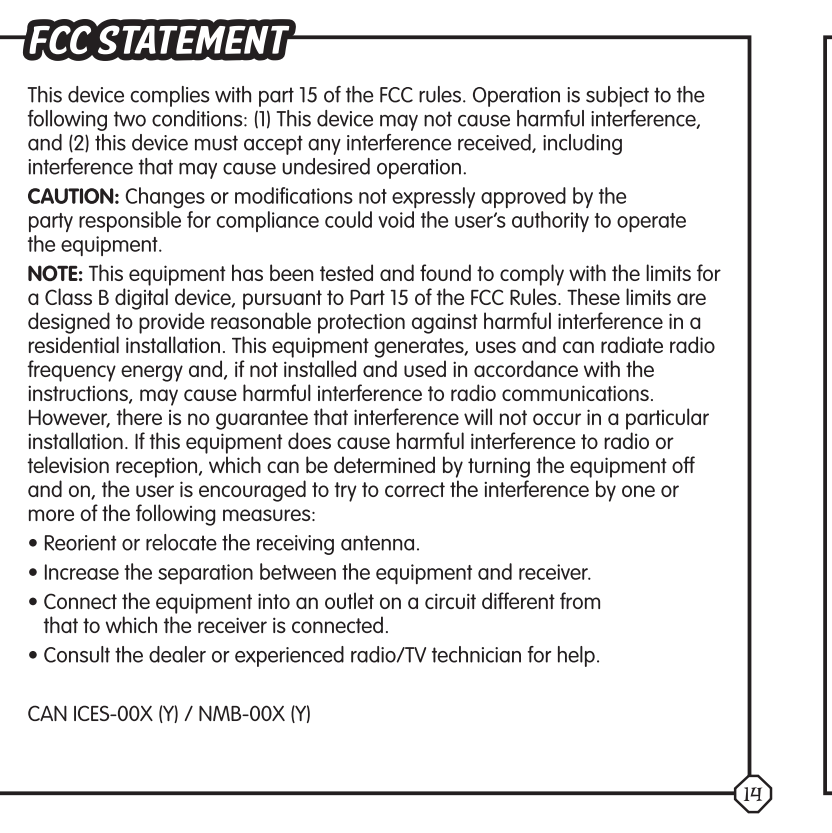 FCC STATEMENT
This device complies with part 15 of the FCC rules. Operation is subject to the
following two conditions: (1) This device may not cause harmful interference,
and (2) this device must accept any interference received, including
interference that may cause undesired operation.
CAUTION: Changes or modifications not expressly approved by the
party responsible for compliance could void the user's authority to operate
the equipment.
NOTE: This equipment has been tested and found to comply with the limits for
a Class B digital device, pursuant to Part 15 of the FCC Rules. These limits are
designed to provide reasonable protection against harmful interference in a
residential installation. This equipment generates, uses and can radiate radio
frequency energy and, if not installed and used in accordance with the
instructions, may cause harmful interference to radio communications.
However, there is no guarantee that interference will not occur in a particular
installation. If this equipment does cause harmful interference to radio or
television reception, which can be determined by turning the equipment off
and on, the user is encouraged to try to correct the interference by one or
more of the following measures:
• Reorient or relocate the receiving antenna.
• Increase the separation between the equipment and receiver.
• Connect the equipment into an outlet on a circuit different from
that to which the receiver is connected.
• Consult the dealer or experienced radio/TV technician for help.
CAN ICES-00X (Y) / NMB-00X (Y)
14